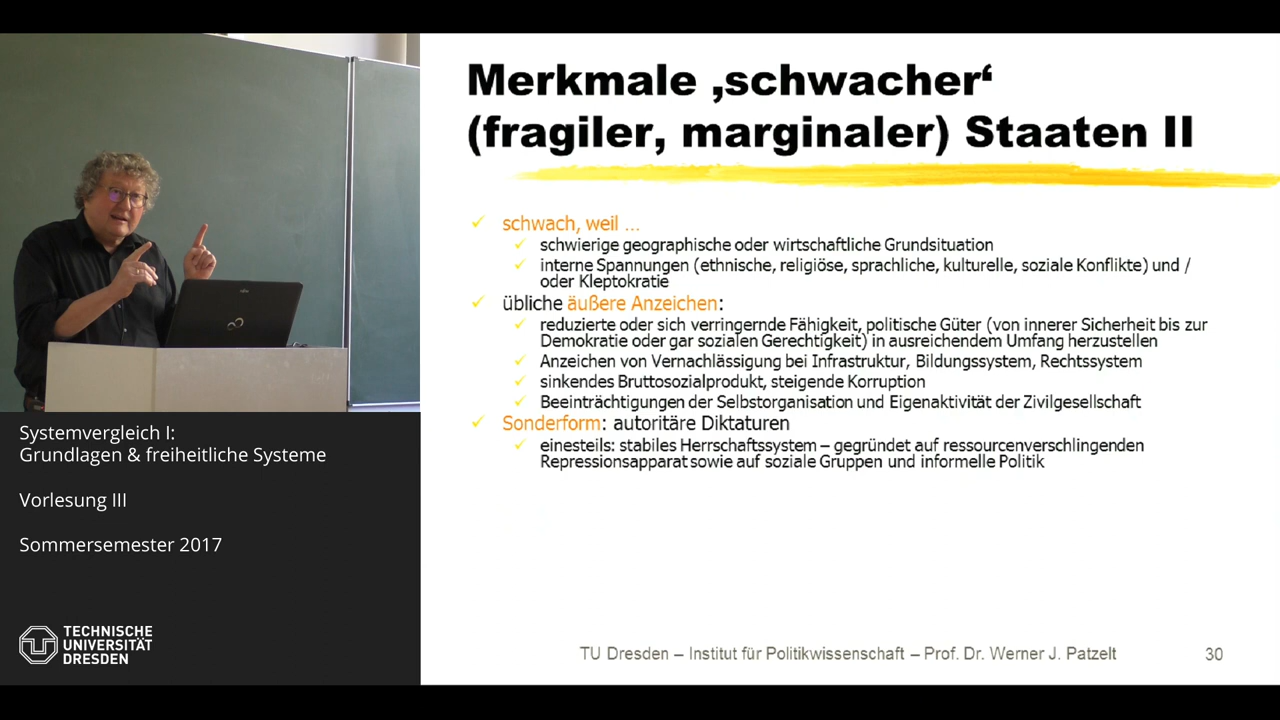 Merkmale ‚schwacher‘
(fragiler, marginaler) Staaten II
schwach, weil ...
schwierige geographische oder wirtschaftliche Grundsituation
interne Spannungen (ethnische, religiöse, sprachliche, kulturelle, soziale Konflikte) und /
oder Kleptokratie
übliche äußere Anzeichen:
reduzierte oder sich verringernde Fähigkeit, politische Güter (von innerer Sicherheit bis zur
Demokratie oder gar sozialen Gerechtigkeit) in ausreichendem Umfang herzustellen
Anzeichen von Vernachlässigung bei Infrastruktur, Bildungssystem, Rechtssystem
sinkendes Bruttosozialprodukt, steigende Korruption
Beeinträchtigungen der Selbstorganisation und Eigenaktivität der Zivilgesellschaft
Sonderform: autoritäre Diktaturen
einesteils: stabiles Herrschaftssystem – gegründet auf ressourcenverschlingenden
Repressionsapparat sowie auf soziale Gruppen und informelle Politik
TU Dresden – Institut für Politikwissenschaft – Prof. Dr. Werner J. Patzelt
30
Systemvergleich I:
Grundlagen & freiheitliche Systeme
Vorlesung III
Sommersemester 2017
TECHNISCHE
UNIVERSITÄT
DRESDEN